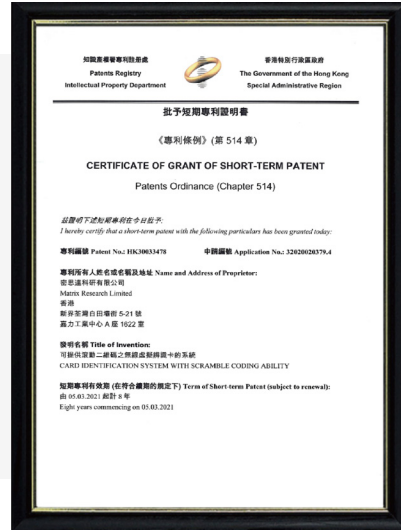 知識產權署專利註冊處
Patents Registry
Intellectual Property Department
香港特別行政區政府
The Government of the Hong Kong
Special Administrative Region
批予短期專利證明書
《專利條例》(第 514 章)
CERTIFICATE OF GRANT OF SHORT-TERM PATENT
Patents Ordinance (Chapter 514)
茲證明下述短期專利在今日批予:
I hereby certify that a short-term patent with the following particulars has been granted today:
專利編號 Patent No.: HK30033478 申請編號 Application No.: 32020020379.4
專利所有人姓名或名稱及地址 Name and Address of Proprietor:
密思遠科研有限公司
Matrix Research Limited
香港
新界荃灣白田壩街 5-21 號
嘉力工業中心 A 座 1622 室
發明名稱 Title of Invention:
可提供滾動二維碼之無線虛擬辨識卡的系統
CARD IDENTIFICATION SYSTEM WITH SCRAMBLE CODING ABILITY
短期專利有效期 (在符合續期的規定下) Term of Short-term Patent (subject to renewal):
由 05.03.2021 起計 8 年
Eight years commencing on 05.03.2021